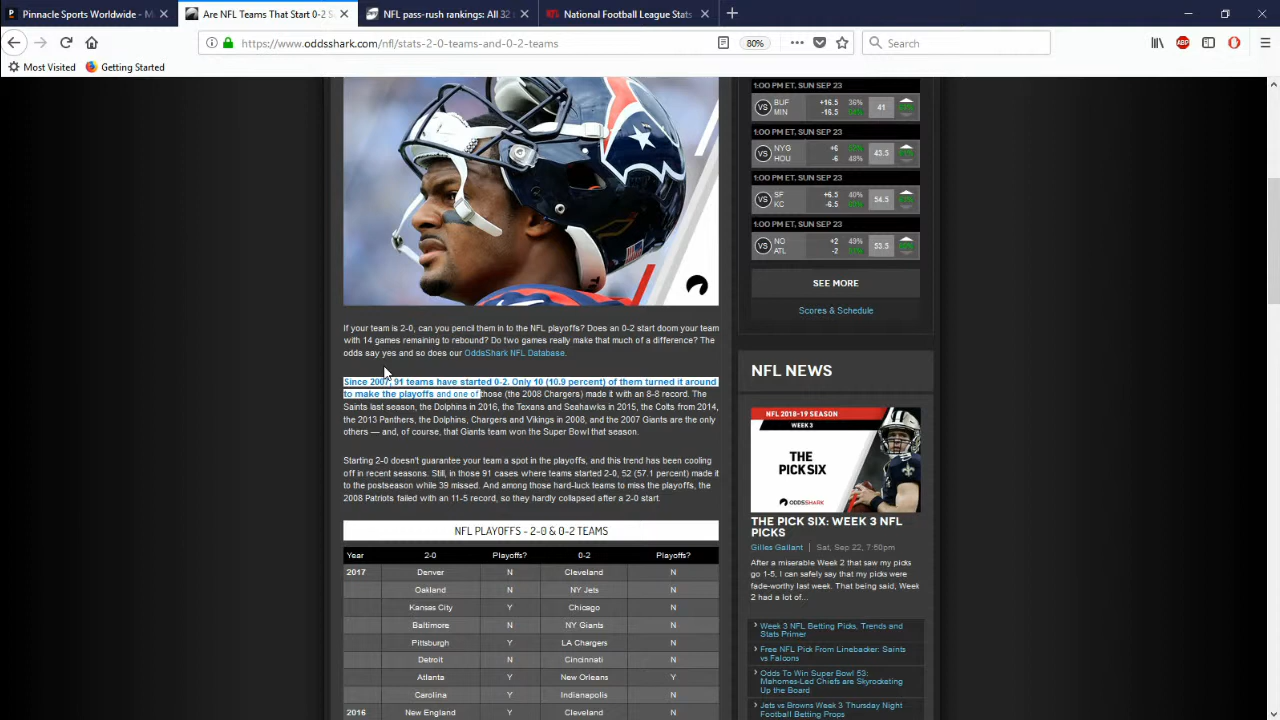 Pinnacle Sports Worldwide - M
Are NFL Teams That Start 0-2 S
NFL pass-rush rankings: All 32
National Football League Stats
https://www.oddsshark.com/nfl/stats-2-0-teams-and-0-2-teams
80%
Search
ABP
Most Visited
Getting Started
If your team is 2-0, can you pencil them in to the NFL playoffs? Does an 0-2 start doom your team
with 14 games remaining to rebound? Do two games really make that much of a difference? The
odds say yes and so does our OddsShark NFL Database.
Since 2007, 91 teams have started 0-2. Only 10 (10.9 percent) of them turned it around
to make the playoffs and one of those (the 2008 Chargers) made it with an 8-8 record. The
Saints last season, the Dolphins in 2016, the Texans and Seahawks in 2015, the Colts from 2014,
the 2013 Panthers, the Dolphins, Chargers and Vikings in 2008, and the 2007 Giants are the only
others — and, of course, that Giants team won the Super Bowl that season.
Starting 2-0 doesn't guarantee your team a spot in the playoffs, and this trend has been cooling
off in recent seasons. Still, in those 91 cases where teams started 2-0, 52 (57.1 percent) made it
to the postseason while 39 missed. And among those hard-luck teams to miss the playoffs, the
2008 Patriots failed with an 11-5 record, so they hardly collapsed after a 2-0 start.
NFL PLAYOFFS - 2-0 & 0-2 TEAMS
Year 2-0 Playoffs? 0-2 Playoffs?
2017 Denver N Cleveland N
Oakland N NY Jets N
Kansas City Y Chicago N
Baltimore N NY Giants N
Pittsburgh Y LA Chargers N
Detroit N Cincinnati N
Atlanta Y New Orleans Y
Carolina Y Indianapolis N
2016 New England Y Cleveland N
1:00 PM ET, SUN SEP 23
VS BUF +16.5 36% 41
MIN -16.5
1:00 PM ET, SUN SEP 23
VS NYG +6 43.5
HOU -6 48%
1:00 PM ET, SUN SEP 23
VS SF +6.5 40% 54.5
KC -6.5
1:00 PM ET, SUN SEP 23
VS NO +2 49% 53.5
ATL -2
SEE MORE
Scores & Schedule
NFL NEWS
NFL 2018-19 SEASON
WEEK 3
THE
PICK SIX
ODDSSHARK
THE PICK SIX: WEEK 3 NFL
PICKS
Gilles Gallant | Sat, Sep 22, 7:50pm
After a miserable Week 2 that saw my picks
go 1-5, I can safely say that my picks were
fade-worthy last week. That being said, Week
2 had a lot of...
Week 3 NFL Betting Picks, Trends and
Stats Primer
Free NFL Pick From Linebacker: Saints
vs Falcons
Odds To Win Super Bowl 53:
Mahomes-Led Chiefs are Skyrocketing
Up the Board
Jets vs Browns Week 3 Thursday Night
Football Betting Props